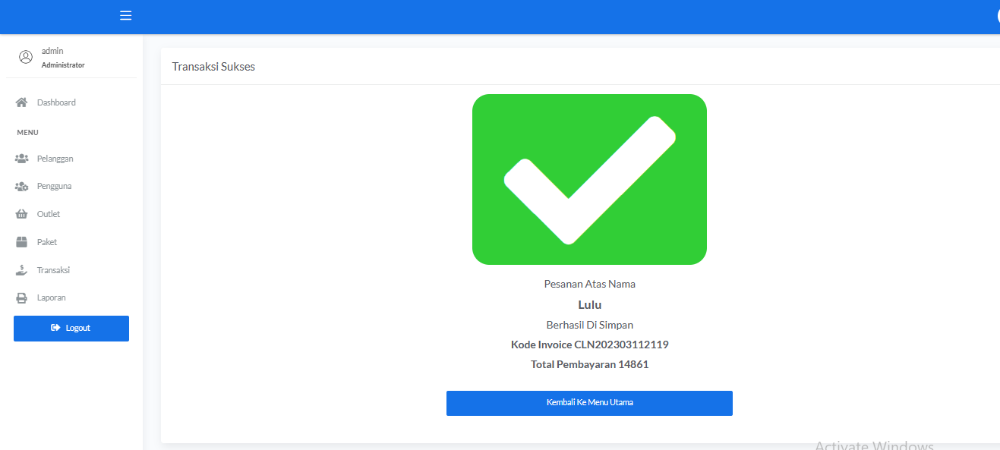 admin
Administrator
Dashboard
MENU
Pelanggan
Pengguna
Outlet
Paket
Transaksi
Laporan
Logout
Transaksi Sukses
Pesanan Atas Nama
Lulu
Berhasil Di Simpan
Kode Invoice CLN202303112119
Total Pembayaran 14861
Kembali Ke Menu Utama
Activate Windows